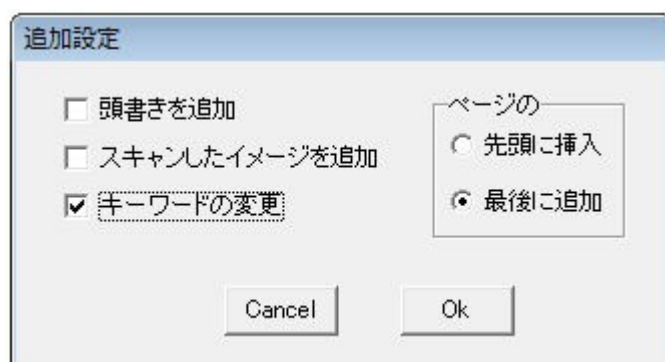 追加設定
頭書きを追加
スキャンしたイメージを追加
キーワードの変更
ページの
先頭に挿入
最後に追加
Cancel
Ok